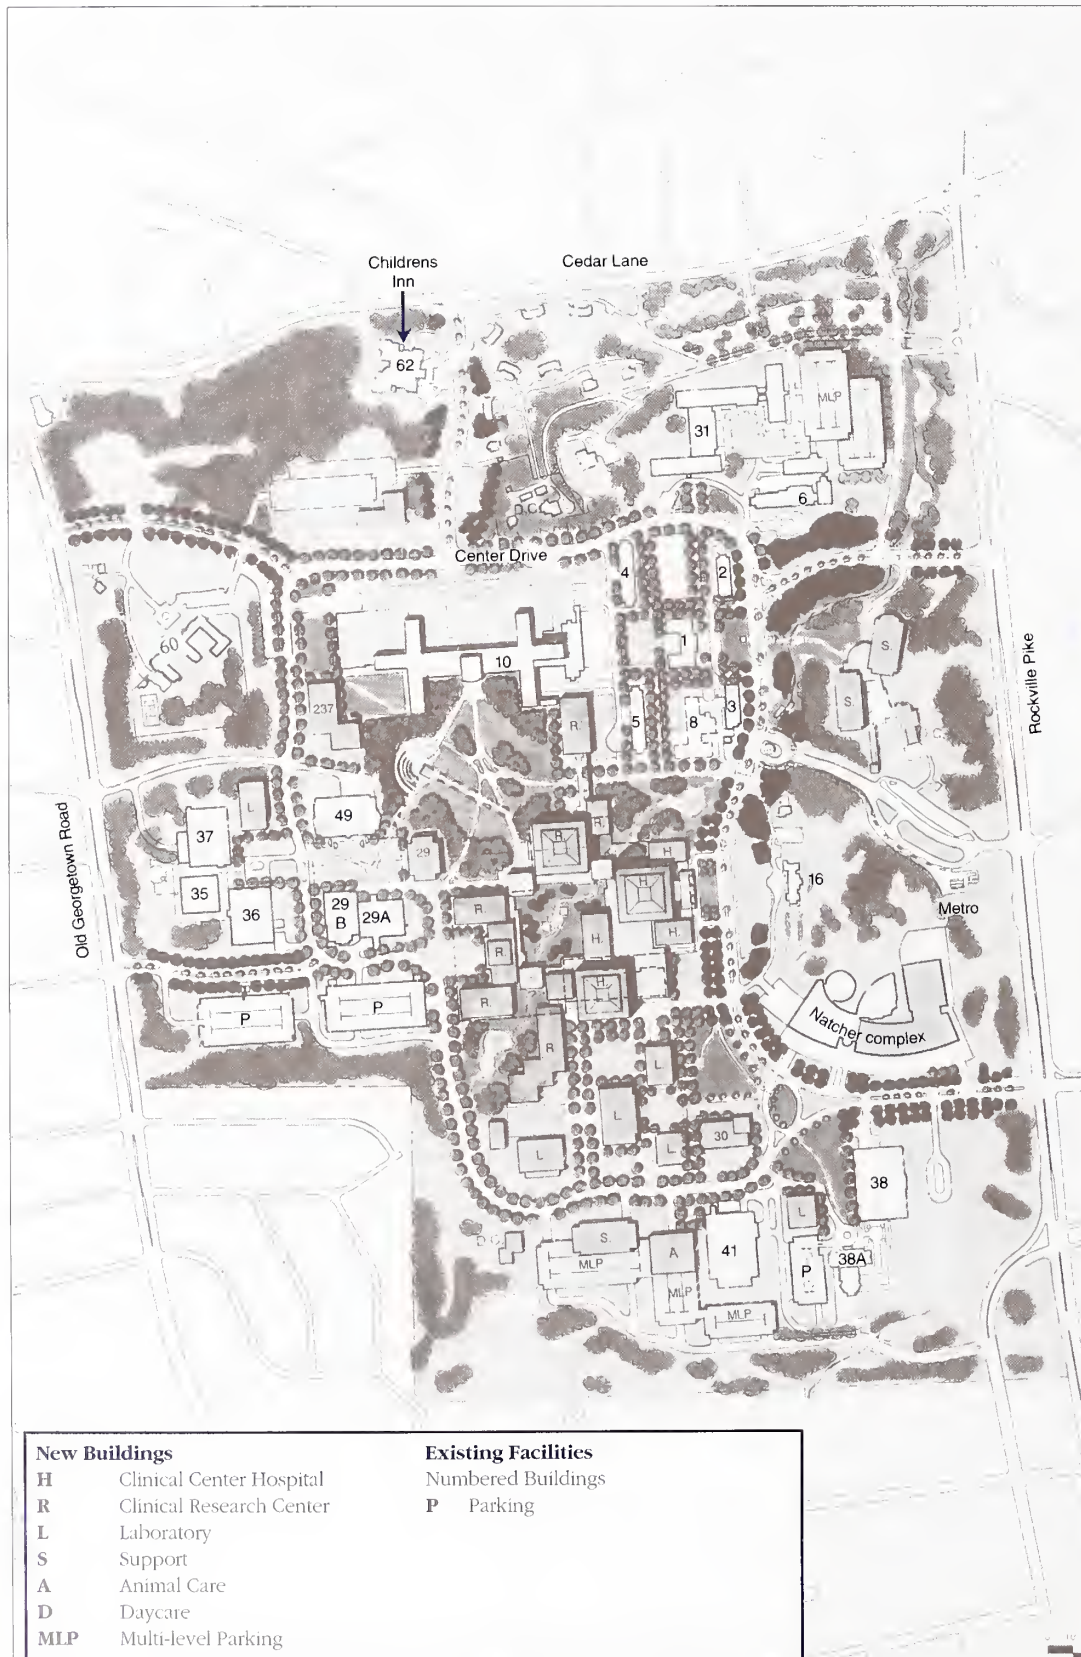 Childrens
Inn
Cedar Lane
62
MLP
31
6
Center Drive
4
2
60
1
S.
10
Rockville Pike
237
5
8
3
S.
R.
L
37
49
Old Georgetown Road
29
R
R.
H
35
36
29
B
29A
H
16
Metro
R.
H.
H.
R
H
P
P
R.
Natcher complex
R
L
L
30
L
L
38
L
S.
MLP
A
41
P
38A
MLP
MLP
New Buildings
Existing Facilities
H Clinical Center Hospital
Numbered Buildings
R Clinical Research Center
P Parking
L Laboratory
S Support
A Animal Care
D Daycare
MLP Multi-level Parking